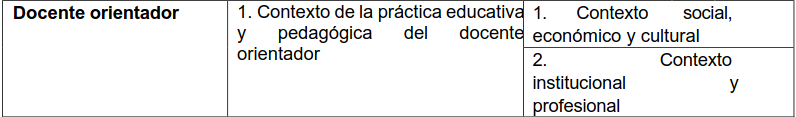 Docente orientador
1. Contexto de la práctica educativa
y pedagógica del docente
orientador
1. Contexto social,
económico y cultural
2. Contexto
institucional y
profesional